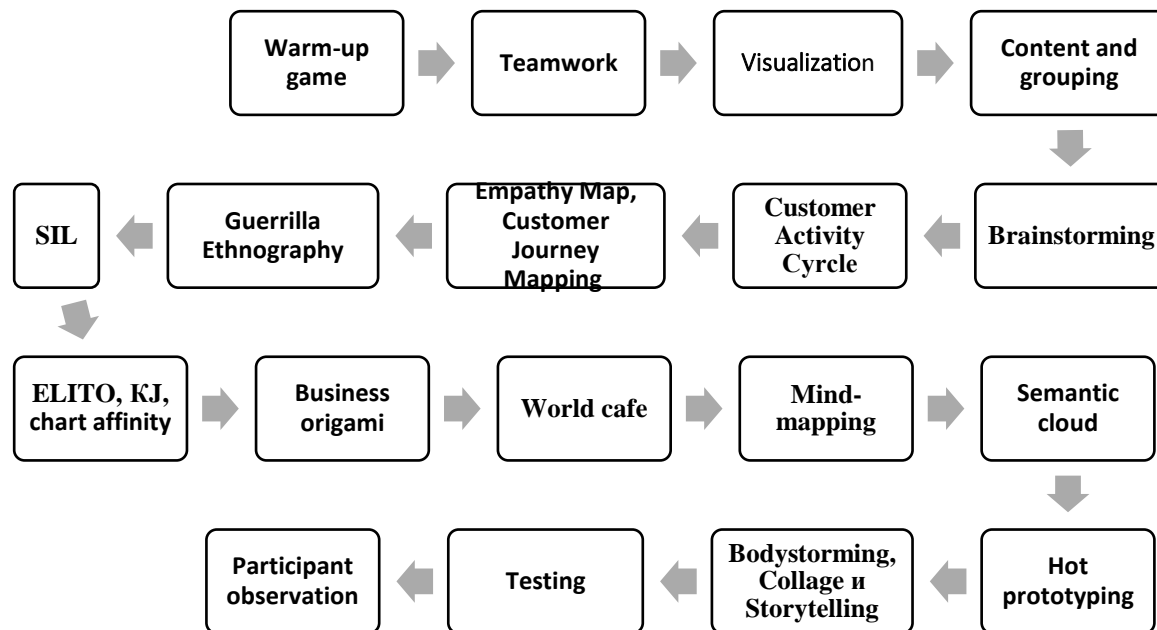 Warm-up
game
Teamwork
Visualization
Content and
grouping
Brainstorming
Customer
Activity
Cyrcle
Empathy Map,
Customer
Journey
Mapping
Guerrilla
Ethnography
SIL
ELITO, KJ,
chart affinity
Business
origami
World cafe
Mind-
mapping
Semantic
cloud
Hot
prototyping
Bodystorming,
Collage и
Storytelling
Testing
Participant
observation